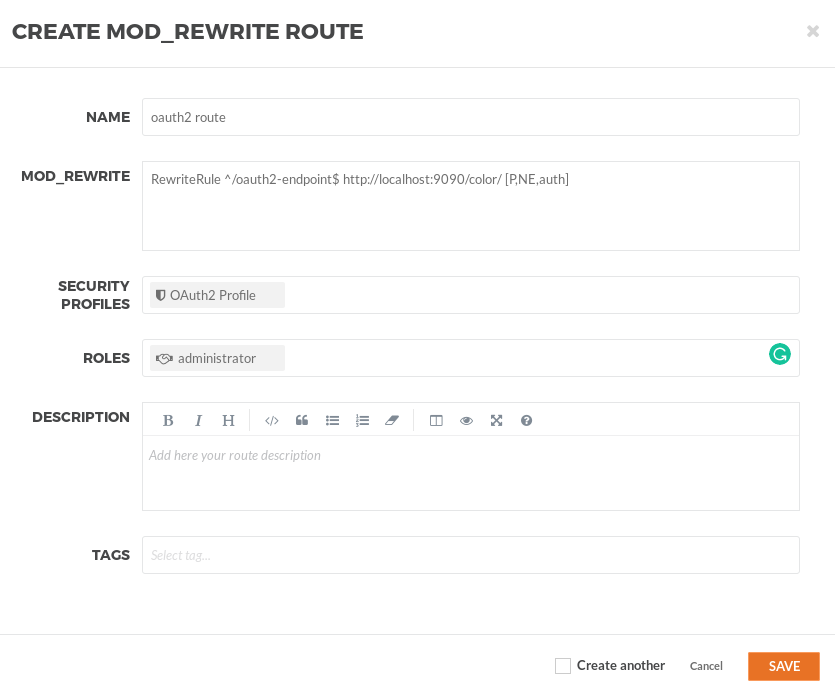 CREATE MOD_REWRITE ROUTE
NAME
oauth2 route
MOD_REWRITE
RewriteRule ^/oauth2-endpoint$ http://localhost:9090/color/ [P,NE,auth]
SECURITY
PROFILES
OAuth2 Profile
ROLES
administrator
DESCRIPTION
B I H
Add here your route description
TAGS
Select tag...
Create another Cancel SAVE